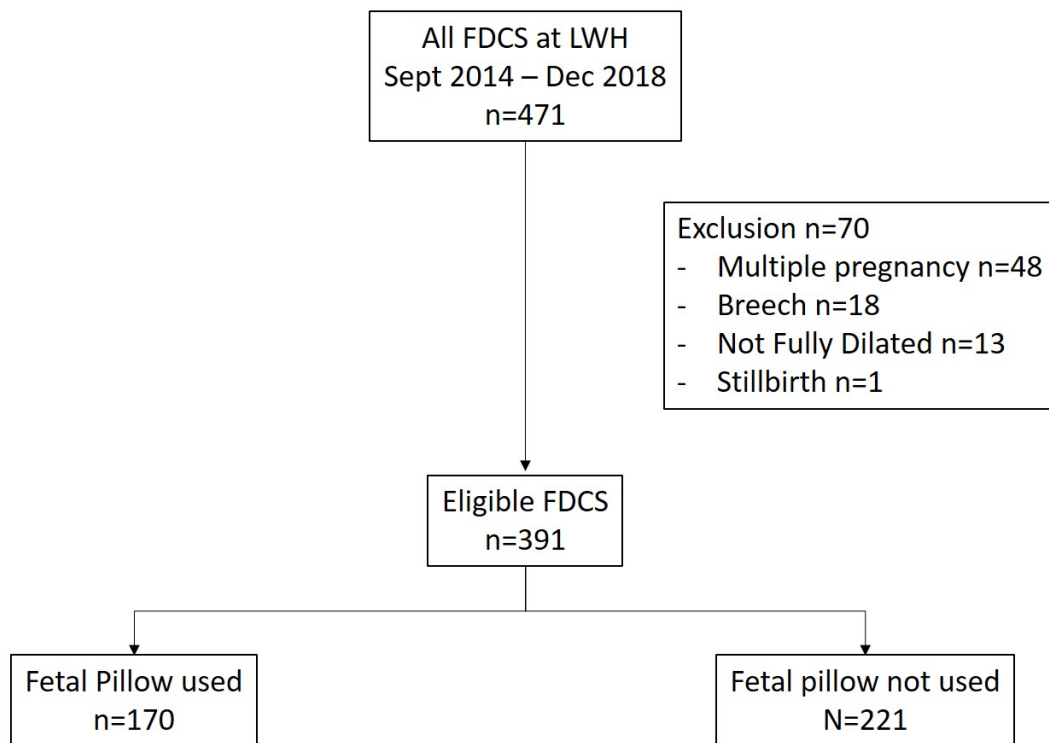 All FDCS at LWH
Sept 2014 – Dec 2018
n=471
Exclusion n=70
- Multiple pregnancy n=48
- Breech n=18
- Not Fully Dilated n=13
- Stillbirth n=1
Eligible FDCS
n=391
Fetal Pillow used
n=170
Fetal pillow not used
N=221